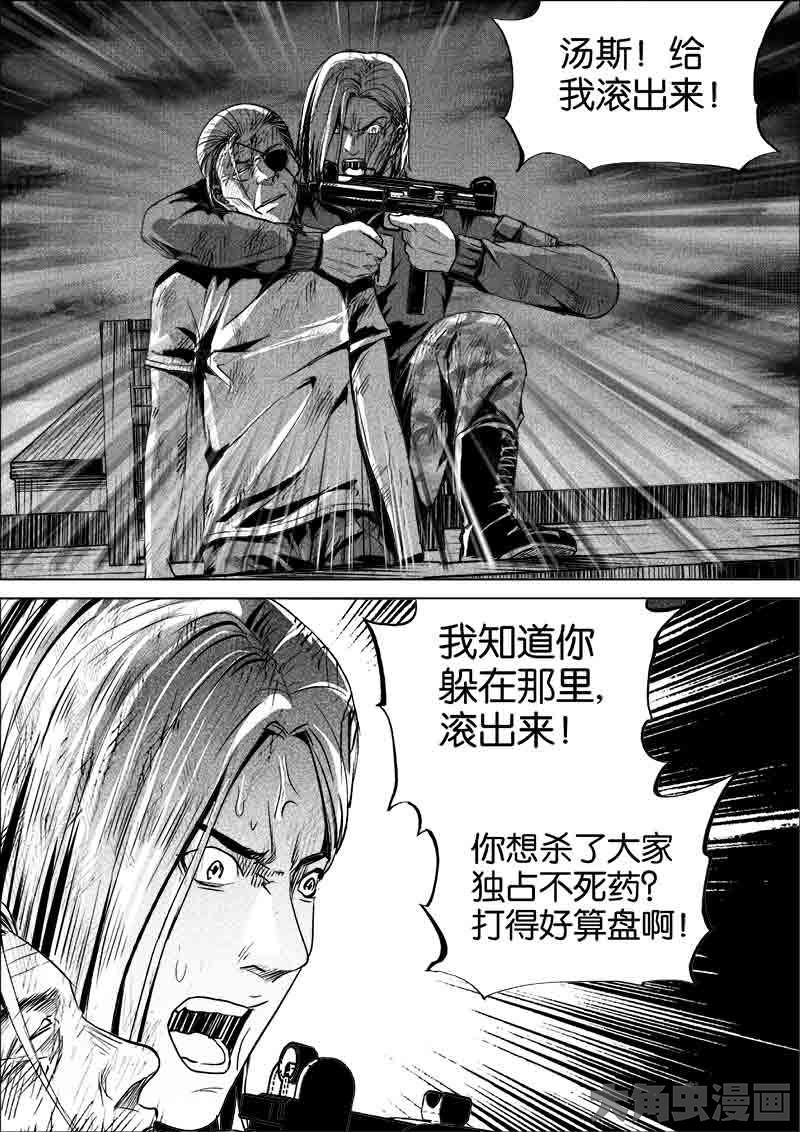 汤斯！给
我滚出来！
我知道你
躲在那里，
滚出来！
你想杀了大家
独占不死药？
打得好算盘啊！
大角虫漫画